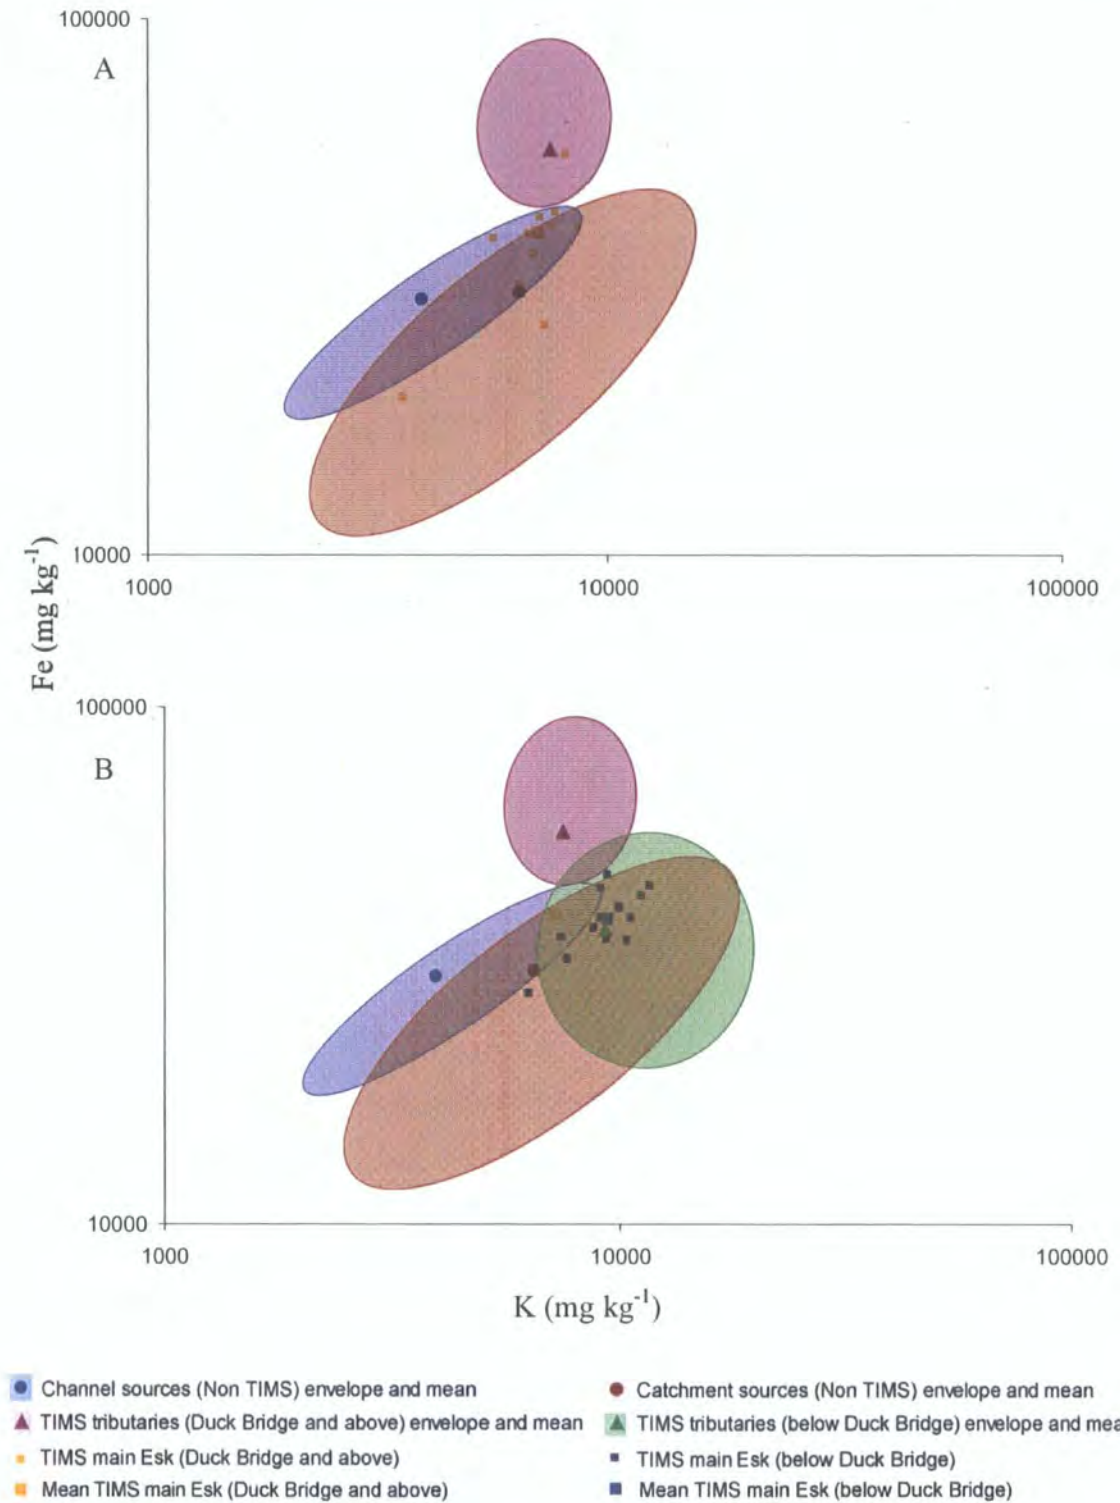 100000
A
10000
1000 10000 100000
Fe (mg kg⁻¹)
100000
B
10000
1000 10000 100000
K (mg kg⁻¹)
Channel sources (Non TIMS) envelope and mean
Catchment sources (Non TIMS) envelope and mean
TIMS tributaries (Duck Bridge and above) envelope and mean
TIMS tributaries (below Duck Bridge) envelope and mea
TIMS main Esk (Duck Bridge and above)
TIMS main Esk (below Duck Bridge)
Mean TIMS main Esk (Duck Bridge and above)
Mean TIMS main Esk (below Duck Bridge)